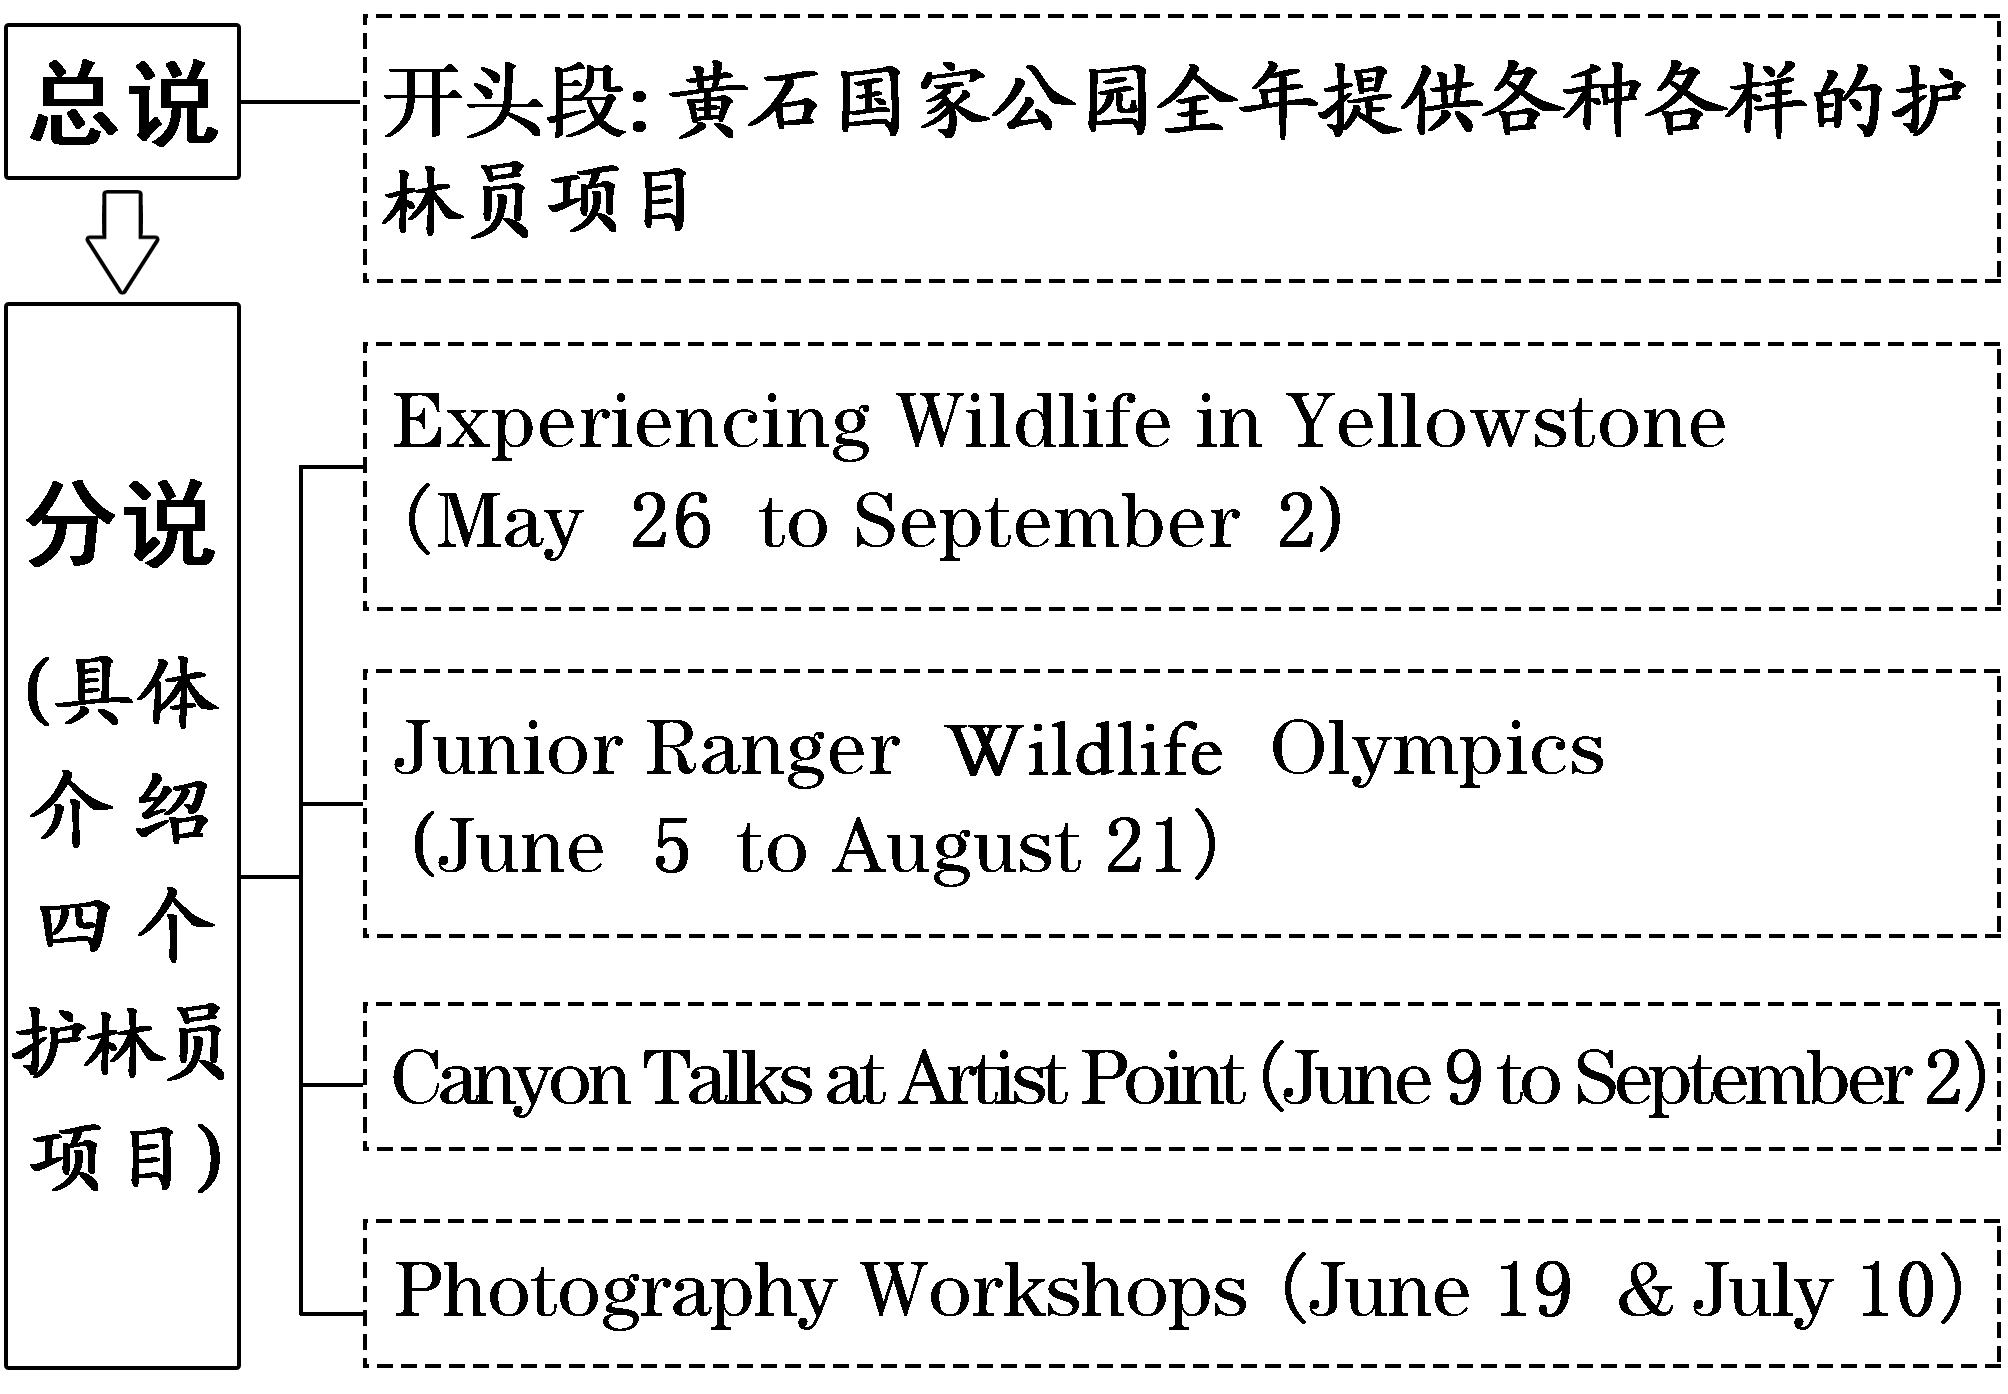 总说
开头段:黄石国家公园全年提供各种各样的护
林员项目
分说
(具体
介绍
四个
护林员
项目)
Experiencing Wildlife in Yellowstone
(May 26 to September 2)
Junior Ranger Wildlife Olympics
(June 5 to August 21)
Canyon Talks at Artist Point (June 9 to September 2)
Photography Workshops (June 19 & July 10)